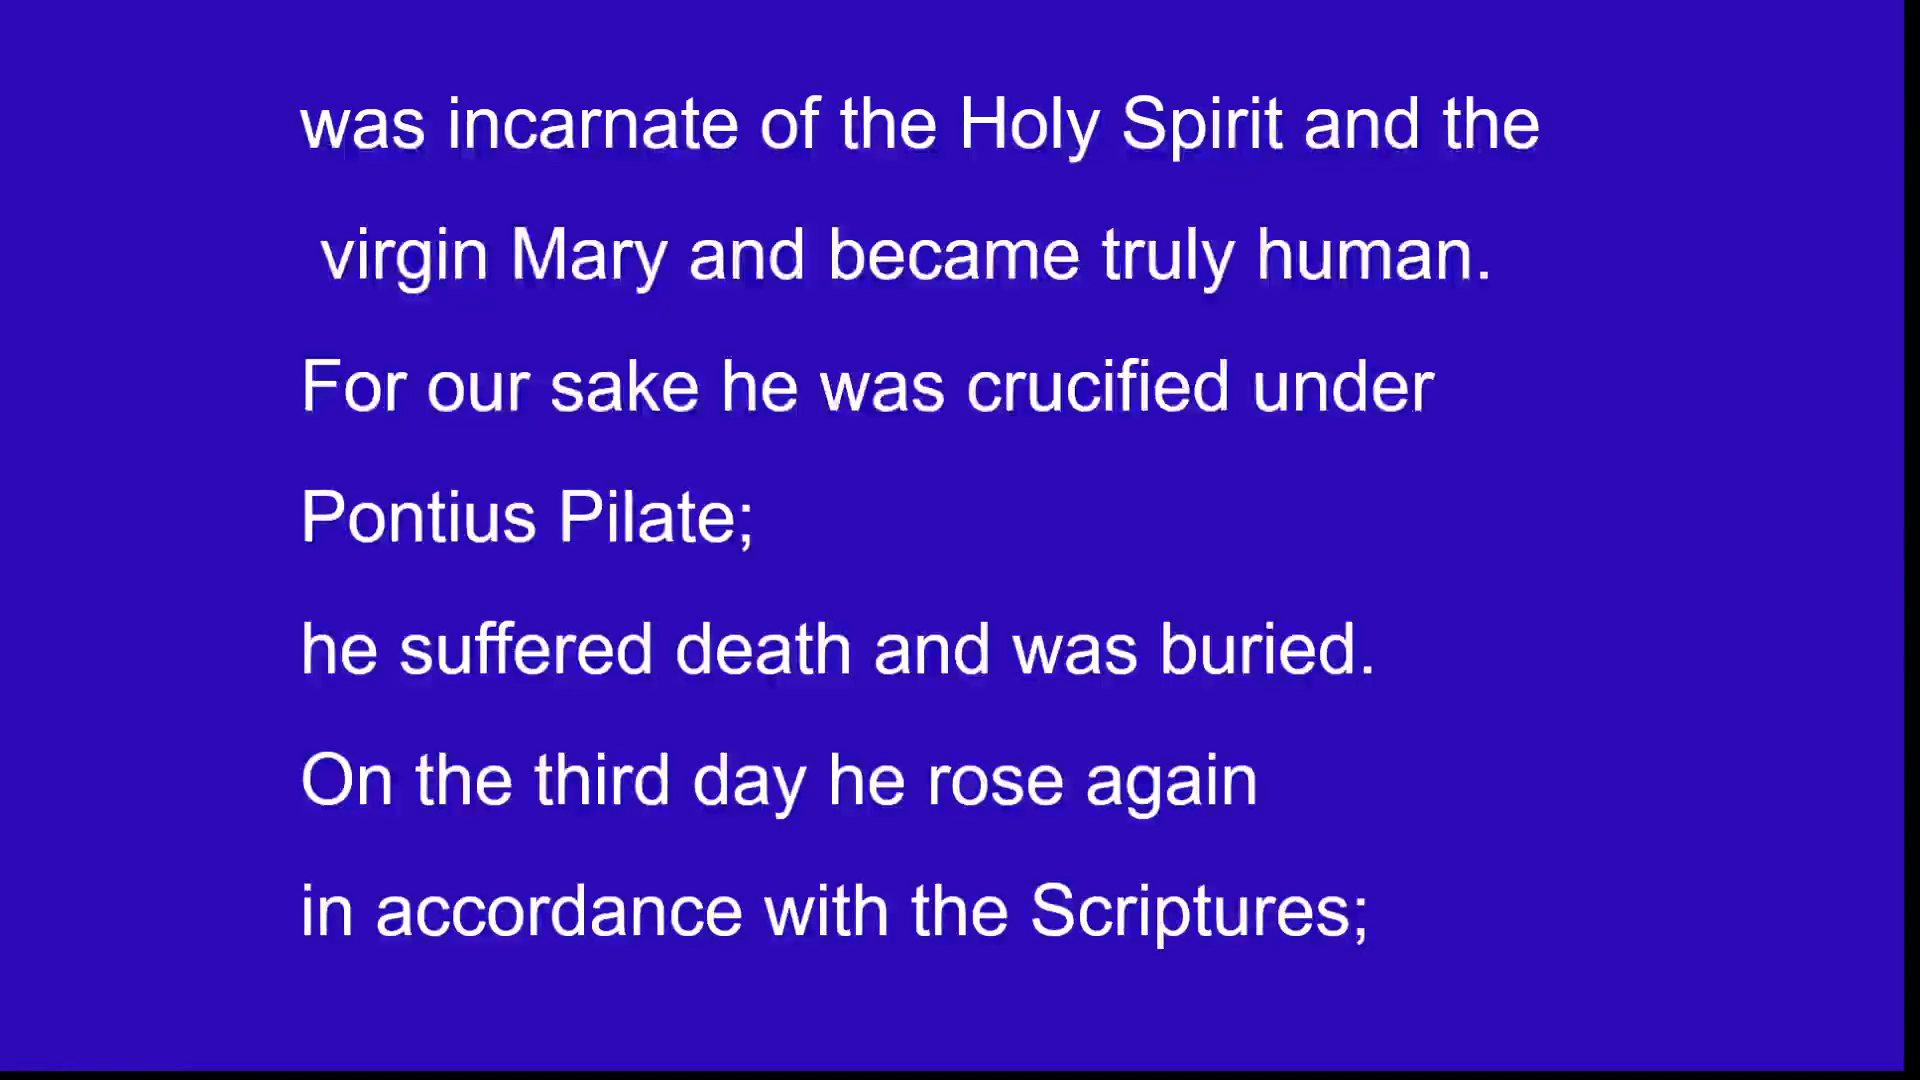 was incarnate of the Holy Spirit and the
virgin Mary and became truly human.
For our sake he was crucified under
Pontius Pilate;
he suffered death and was buried.
On the third day he rose again
in accordance with the Scriptures;